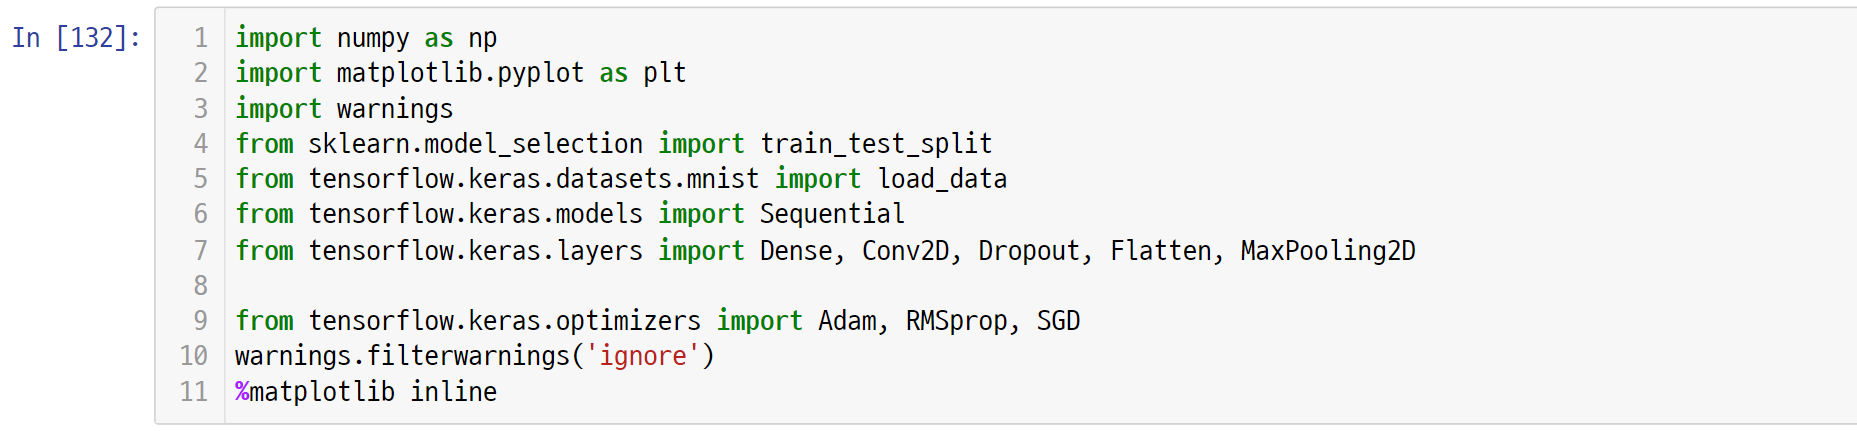 In [132]:
1 import numpy as np
2 import matplotlib.pyplot as plt
3 import warnings
4 from sklearn.model_selection import train_test_split
5 from tensorflow.keras.datasets.mnist import load_data
6 from tensorflow.keras.models import Sequential
7 from tensorflow.keras.layers import Dense, Conv2D, Dropout, Flatten, MaxPooling2D
8
9 from tensorflow.keras.optimizers import Adam, RMSprop, SGD
10 warnings.filterwarnings('ignore')
11 %matplotlib inline